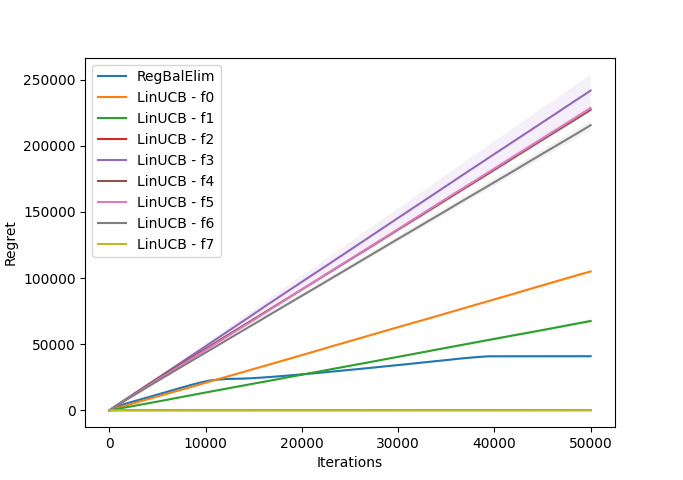 250000
200000
150000
100000
50000
0
Regret
RegBalElim
LinUCB - f0
LinUCB - f1
LinUCB - f2
LinUCB - f3
LinUCB - f4
LinUCB - f5
LinUCB - f6
LinUCB - f7
0 10000 20000 30000 40000 50000
Iterations